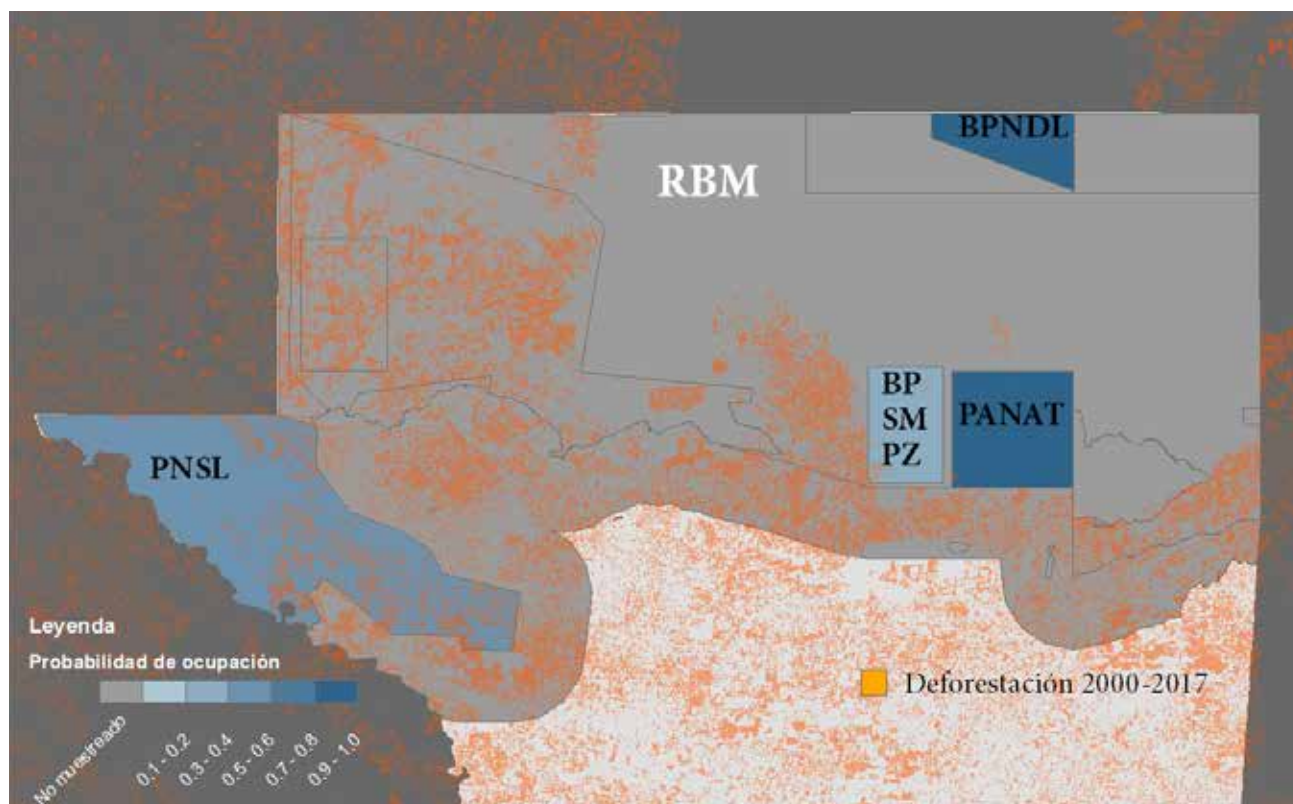 BPNDL
RBM
BP
SM
PZ
PANAT
PNSL
Leyenda
Probabilidad de ocupación
No muestreado
0.1 - 0.2
0.3 - 0.4
0.5 - 0.6
0.7 - 0.8
0.9 - 1.0
Deforestación 2000-2017